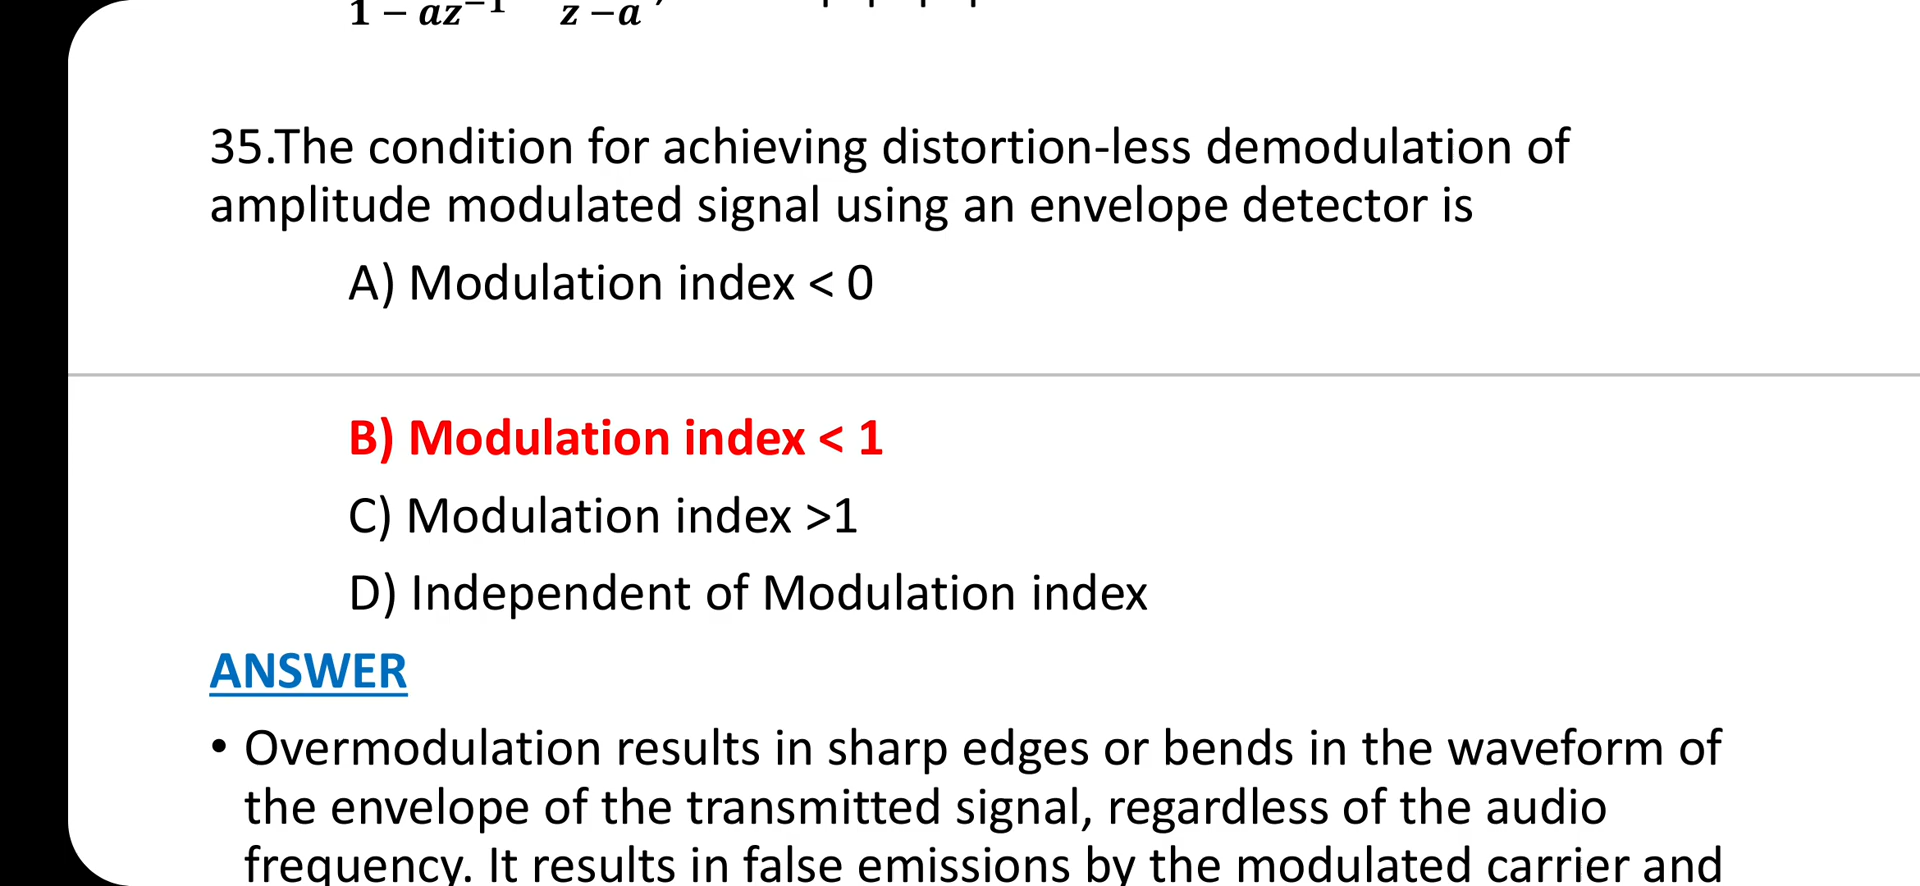 1 − az⁻¹ z −a ,
35.The condition for achieving distortion-less demodulation of
amplitude modulated signal using an envelope detector is
A) Modulation index < 0
B) Modulation index < 1
C) Modulation index >1
D) Independent of Modulation index
ANSWER
• Overmodulation results in sharp edges or bends in the waveform of
the envelope of the transmitted signal, regardless of the audio
frequency. It results in false emissions by the modulated carrier and